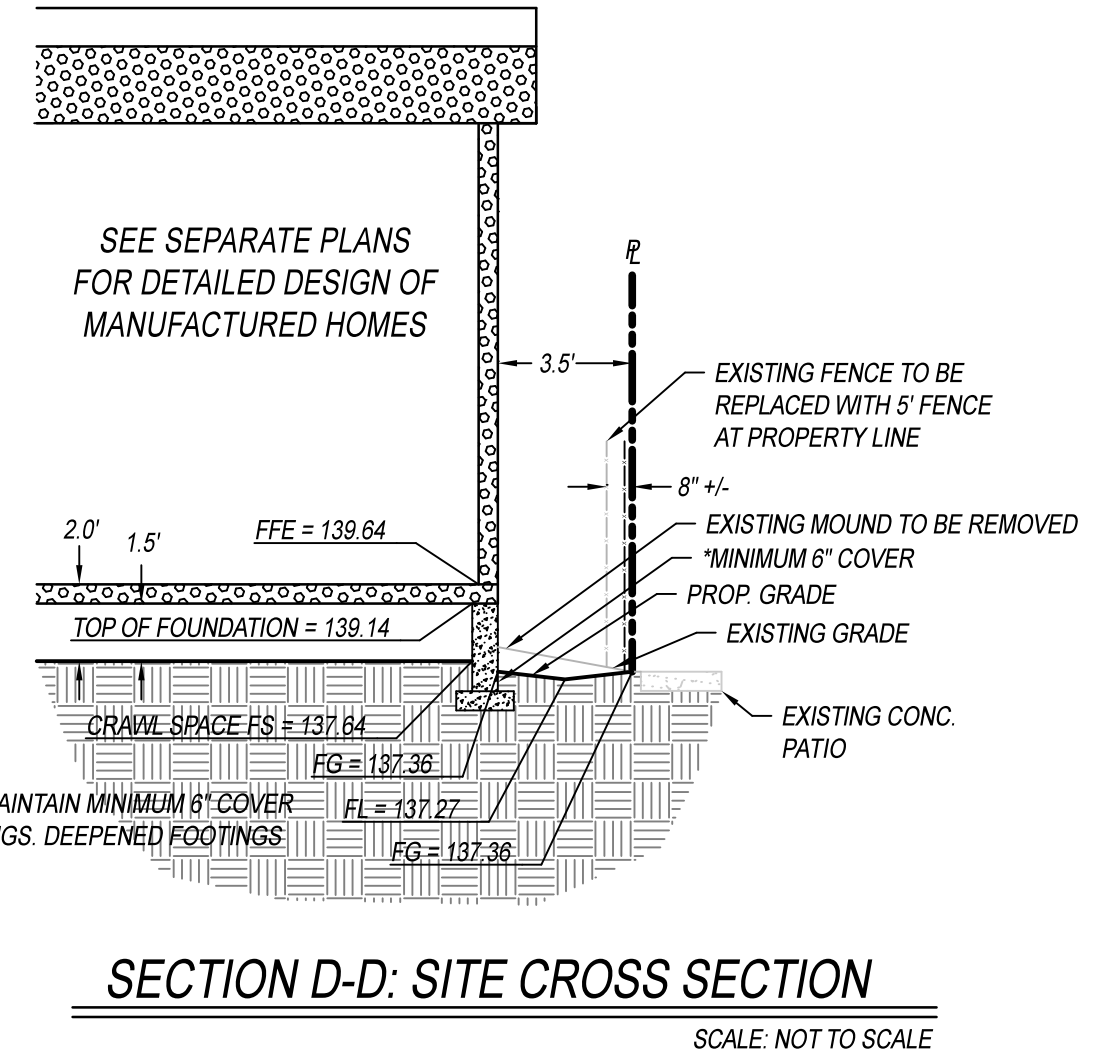 SEE SEPARATE PLANS
FOR DETAILED DESIGN OF
MANUFACTURED HOMES
PL
3.5'
EXISTING FENCE TO BE
REPLACED WITH 5' FENCE
AT PROPERTY LINE
8" +/-
EXISTING MOUND TO BE REMOVED
*MINIMUM 6" COVER
PROP. GRADE
EXISTING GRADE
2.0'
1.5'
FFE = 139.64
TOP OF FOUNDATION = 139.14
CRAWL SPACE FS = 137.64
EXISTING CONC.
PATIO
FG = 137.36
AINTAIN MINIMUM 6" COVER
GS. DEEPENED FOOTINGS
FL = 137.27
FG = 137.36
SECTION D-D: SITE CROSS SECTION
SCALE: NOT TO SCALE